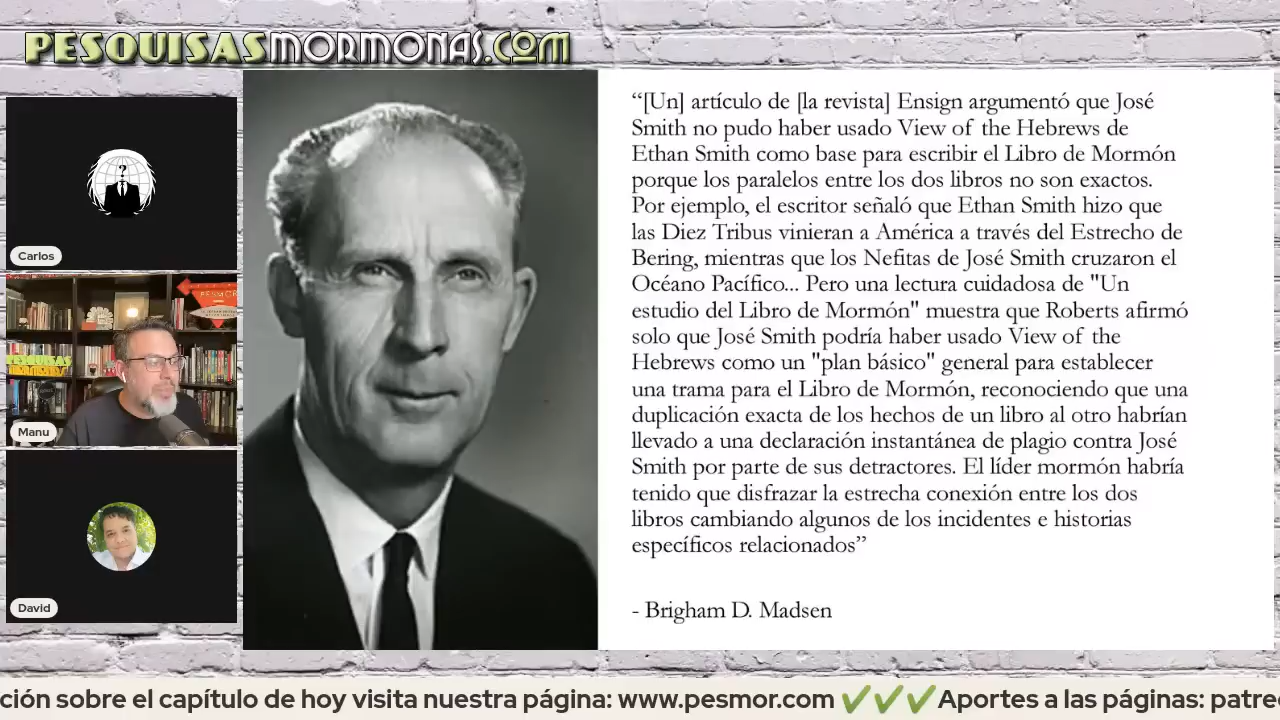 PESQUISASMORMONAS.COM
“[Un] artículo de [la revista] Ensign argumentó que José
Smith no pudo haber usado View of the Hebrews de
Ethan Smith como base para escribir el Libro de Mormón
porque los paralelos entre los dos libros no son exactos.
Por ejemplo, el escritor señaló que Ethan Smith hizo que
las Diez Tribus vinieran a América a través del Estrecho de
Bering, mientras que los Nefitas de José Smith cruzaron el
Océano Pacífico... Pero una lectura cuidadosa de "Un
estudio del Libro de Mormón" muestra que Roberts afirmó
solo que José Smith podría haber usado View of the
Hebrews como un "plan básico" general para establecer
una trama para el Libro de Mormón, reconociendo que una
duplicación exacta de los hechos de un libro al otro habrían
llevado a una declaración instantánea de plagio contra José
Smith por parte de sus detractores. El líder mormón habría
tenido que disfrazar la estrecha conexión entre los dos
libros cambiando algunos de los incidentes e historias
específicos relacionados”
- Brigham D. Madsen
Carlos
PESMOR
Manu
David
ción sobre el capítulo de hoy visita nuestra página: www.pesmor.com ✔✔✔Aportes a las páginas: patre